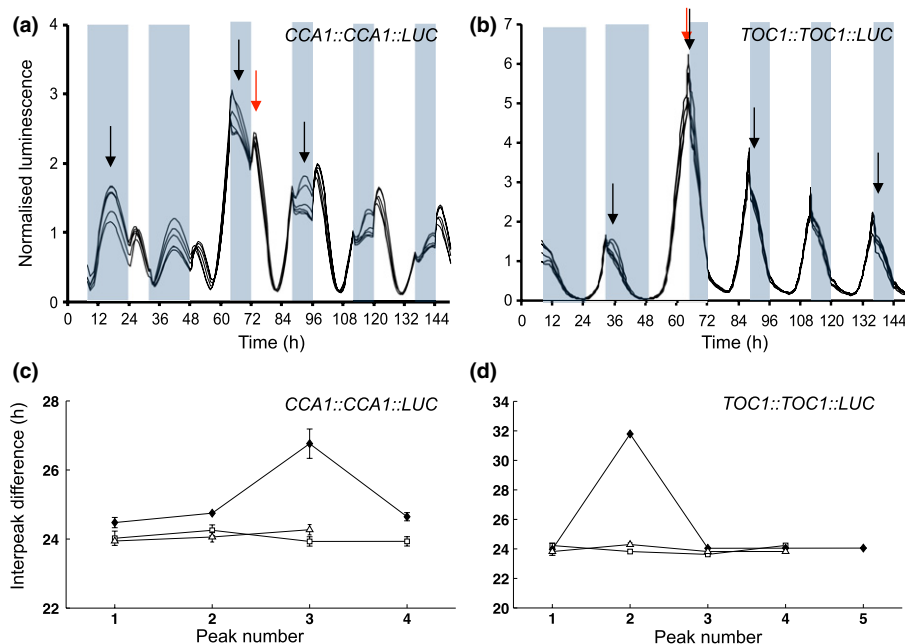 (a)
CCA1::CCA1::LUC
Normalised luminescence
4
3
2
1
0
0 12 24 36 48 60 72 84 96 108 120 132 144
Time (h)
(b)
TOC1::TOC1::LUC
7
6
5
4
3
2
1
0
0 12 24 36 48 60 72 84 96 108 120 132 144
Time (h)
(c)
CCA1::CCA1::LUC
Interpeak difference (h)
28
26
24
22
1 2 3 4
Peak number
(d)
TOC1::TOC1::LUC
34
32
30
28
26
24
22
20
1 2 3 4 5
Peak number